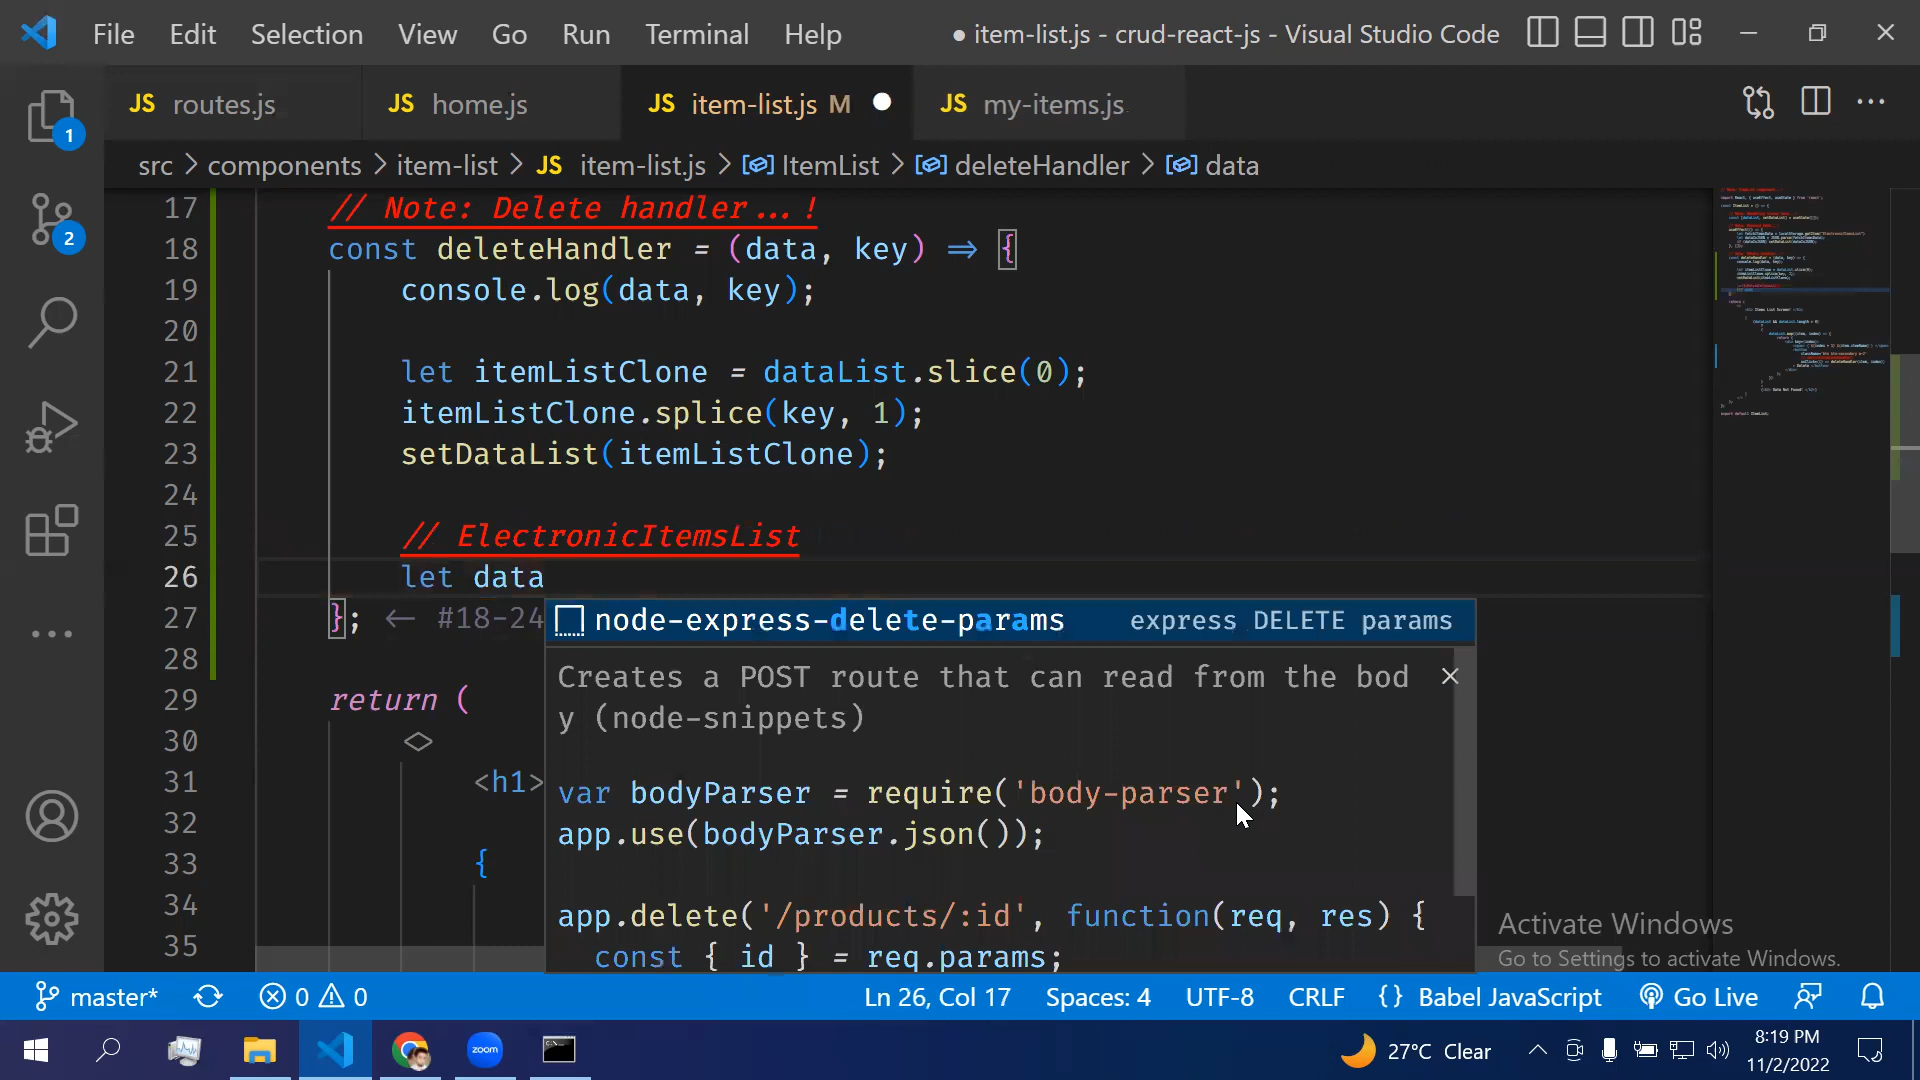 File Edit Selection View Go Run Terminal Help ● item-list.js - crud-react-js - Visual Studio Code
JS routes.js JS home.js JS item-list.js M JS my-items.js
src > components > item-list > JS item-list.js > ItemList > deleteHandler > data
1
2
17 // Note: Delete handler...!
18 const deleteHandler = (data, key) => {
19 console.log(data, key);
20
21 let itemListClone = dataList.slice(0);
22 itemListClone.splice(key, 1);
23 setDataList(itemListClone);
24
25 // ElectronicItemsList
26 let data
27 }; <- #18-24
28
29 return (
30 <>
31 <h1>
32
33 {
34
35
node-express-delete-params express DELETE params
Creates a POST route that can read from the bod
y (node-snippets)
var bodyParser = require('body-parser');
app.use(bodyParser.json());
app.delete('/products/:id', function(req, res) {
const { id } = req.params;
Activate Windows
Go to Settings to activate Windows.
master* 0 0 Ln 26, Col 17 Spaces: 4 UTF-8 CRLF {} Babel JavaScript Go Live
zoom
27°C Clear
8:19 PM
11/2/2022